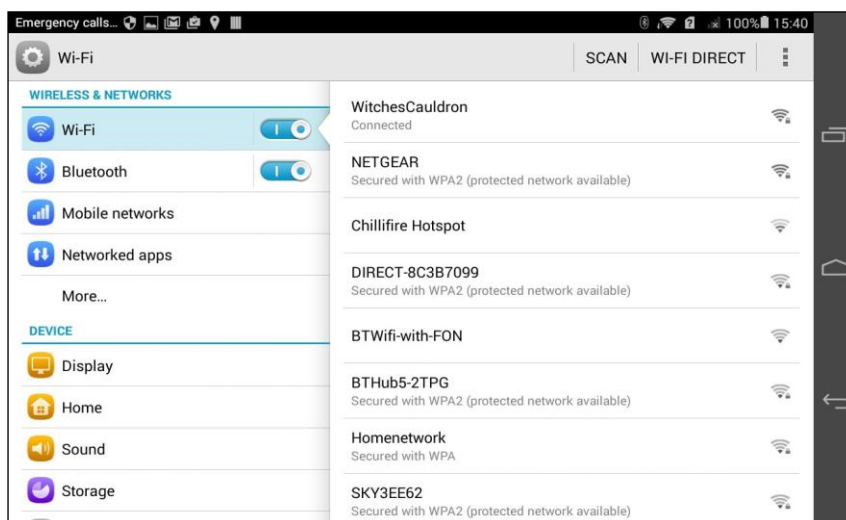 Emergency calls... 100% 15:40
Wi-Fi SCAN WI-FI DIRECT
WIRELESS & NETWORKS
Wi-Fi
Bluetooth
Mobile networks
Networked apps
More...
DEVICE
Display
Home
Sound
Storage
WitchesCauldron
Connected
NETGEAR
Secured with WPA2 (protected network available)
Chillifire Hotspot
DIRECT-8C3B7099
Secured with WPA2 (protected network available)
BTWifi-with-FON
BTHub5-2TPG
Secured with WPA2 (protected network available)
Homenetwork
Secured with WPA
SKY3EE62
Secured with WPA2 (protected network available)